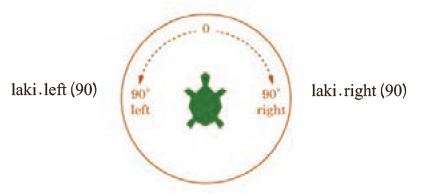 0
laki.left (90)
90°
left
90°
right
laki.right (90)